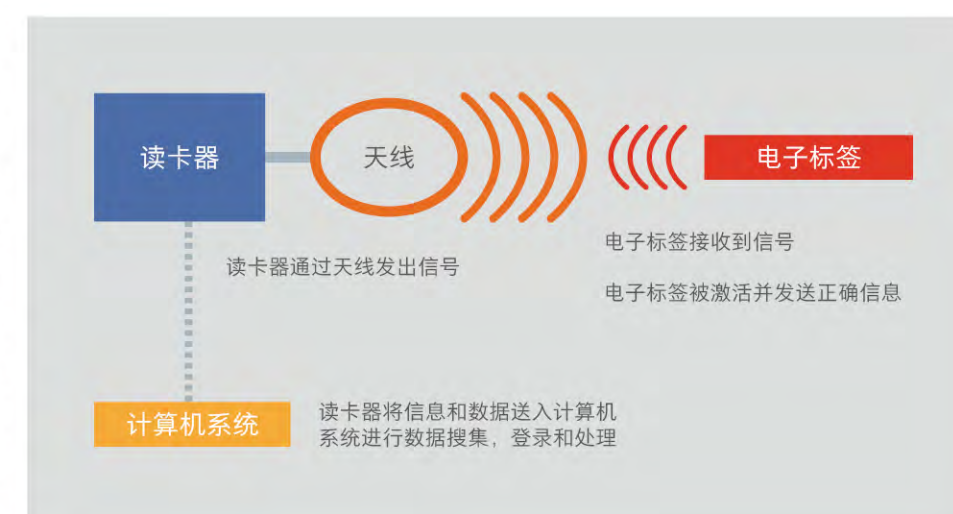 读卡器
天线
电子标签
电子标签接收到信号
读卡器通过天线发出信号
电子标签被激活并发送正确信息
计算机系统
读卡器将信息和数据送入计算机
系统进行数据搜集，登录和处理